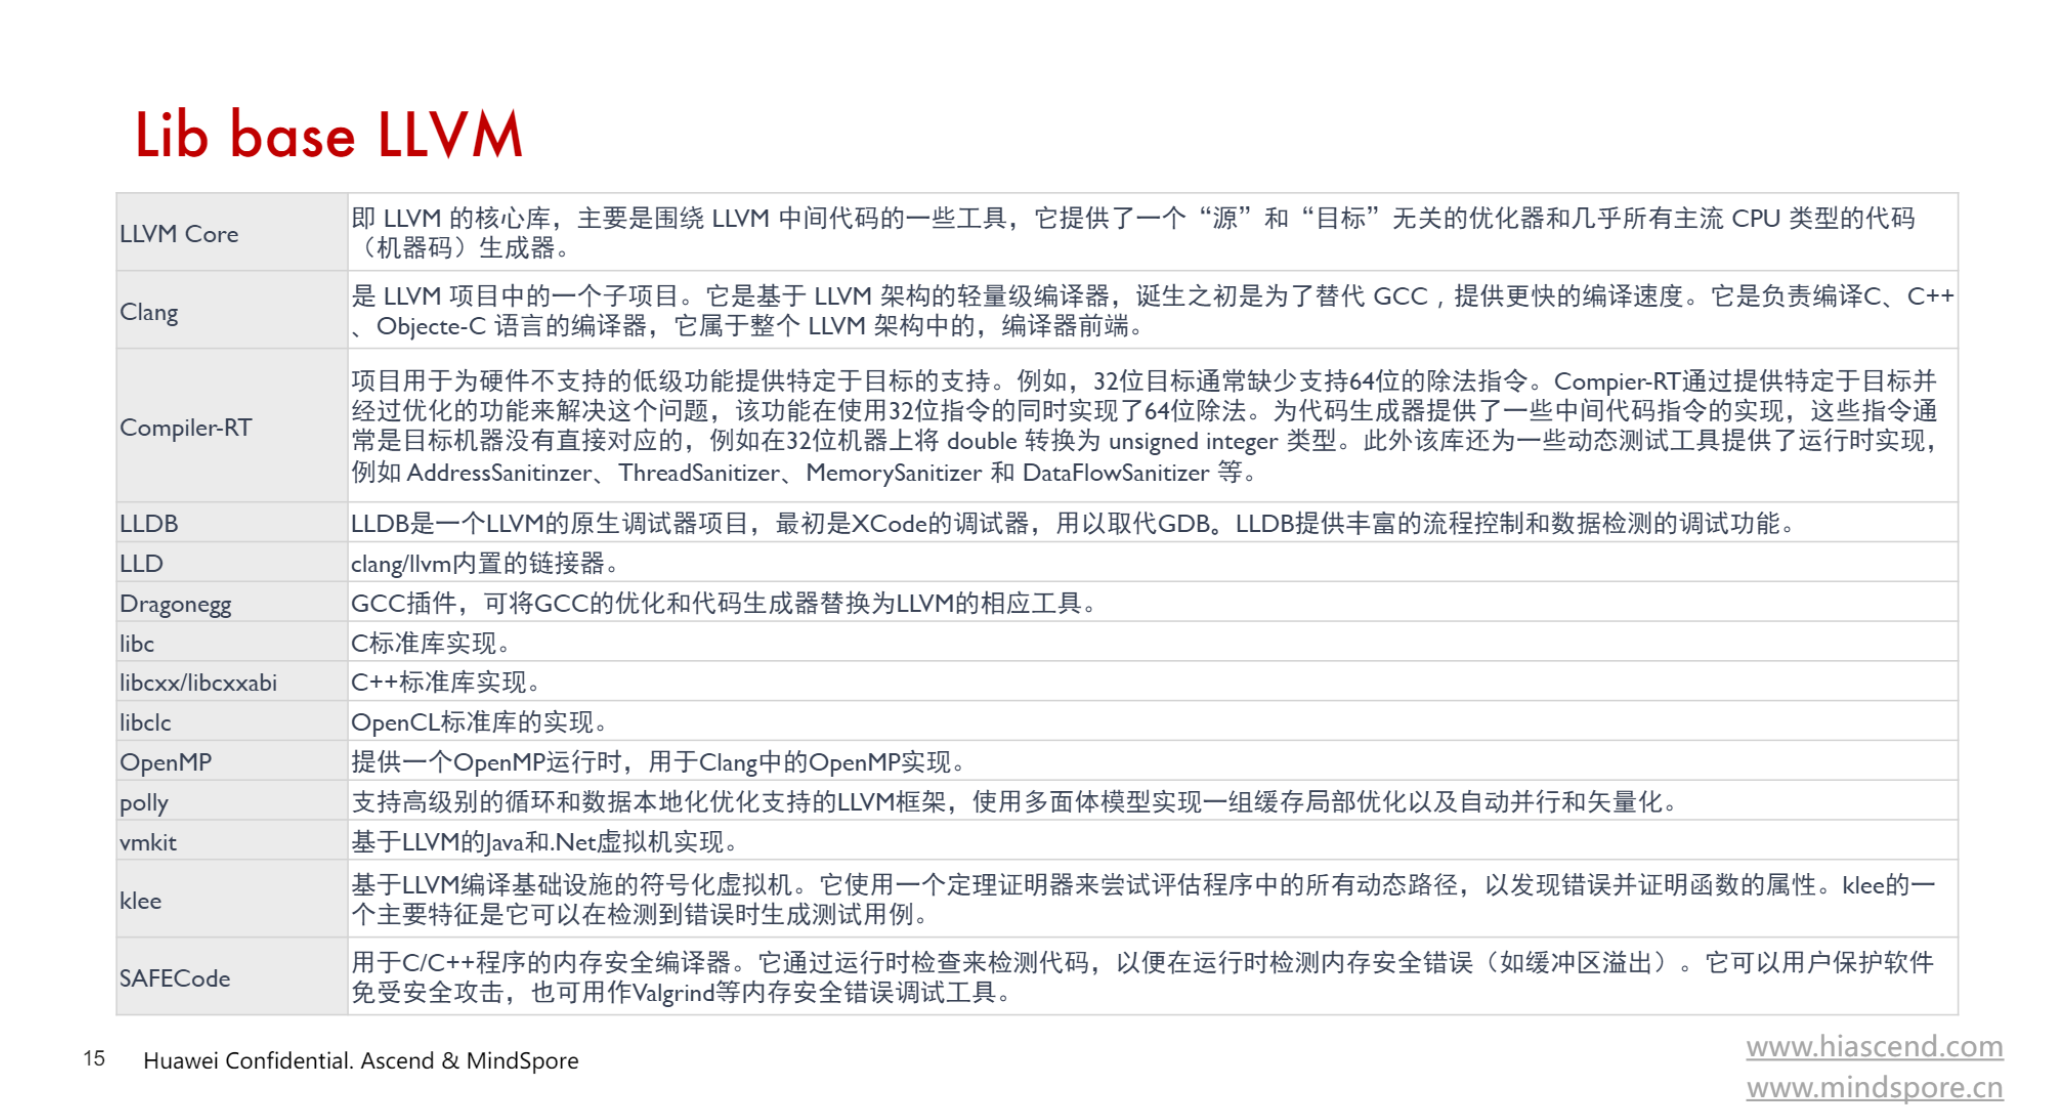 Lib base LLVM
LLVM Core
即 LLVM 的核心库，主要是围绕 LLVM 中间代码的一些工具，它提供了一个“源”和“目标”无关的优化器和几乎所有主流 CPU 类型的代码
（机器码）生成器。
Clang
是 LLVM 项目中的一个子项目。它是基于 LLVM 架构的轻量级编译器，诞生之初是为了替代 GCC，提供更快的编译速度。它是负责编译C、C++
、Objecte-C 语言的编译器，它属于整个 LLVM 架构中的，编译器前端。
Compiler-RT
项目用于为硬件不支持的低级功能提供特定于目标的支持。例如，32位目标通常缺少支持64位的除法指令。Compier-RT通过提供特定于目标并
经过优化的功能来解决这个问题，该功能在使用32位指令的同时实现了64位除法。为代码生成器提供了一些中间代码指令的实现，这些指令通
常是目标机器没有直接对应的，例如在32位机器上将 double 转换为 unsigned integer 类型。此外该库还为一些动态测试工具提供了运行时实现，
例如 AddressSanitinzer、ThreadSanitizer、MemorySanitizer 和 DataFlowSanitizer 等。
LLDB
LLDB是一个LLVM的原生调试器项目，最初是XCode的调试器，用以取代GDB。LLDB提供丰富的流程控制和数据检测的调试功能。
LLD
clang/llvm内置的链接器。
Dragonegg
GCC插件，可将GCC的优化和代码生成器替换为LLVM的相应工具。
libc
C标准库实现。
libcxx/libcxxabi
C++标准库实现。
libclc
OpenCL标准库的实现。
OpenMP
提供一个OpenMP运行时，用于Clang中的OpenMP实现。
polly
支持高级别的循环和数据本地化优化支持的LLVM框架，使用多面体模型实现一组缓存局部优化以及自动并行和矢量化。
vmkit
基于LLVM的Java和.Net虚拟机实现。
klee
基于LLVM编译基础设施的符号化虚拟机。它使用一个定理证明器来尝试评估程序中的所有动态路径，以发现错误并证明函数的属性。klee的一
个主要特征是它可以在检测到错误时生成测试用例。
SAFECode
用于C/C++程序的内存安全编译器。它通过运行时检查来检测代码，以便在运行时检测内存安全错误（如缓冲区溢出）。它可以用户保护软件
免受安全攻击，也可用作Valgrind等内存安全错误调试工具。
15 Huawei Confidential. Ascend & MindSpore
www.hiascend.com
www.mindspore.cn